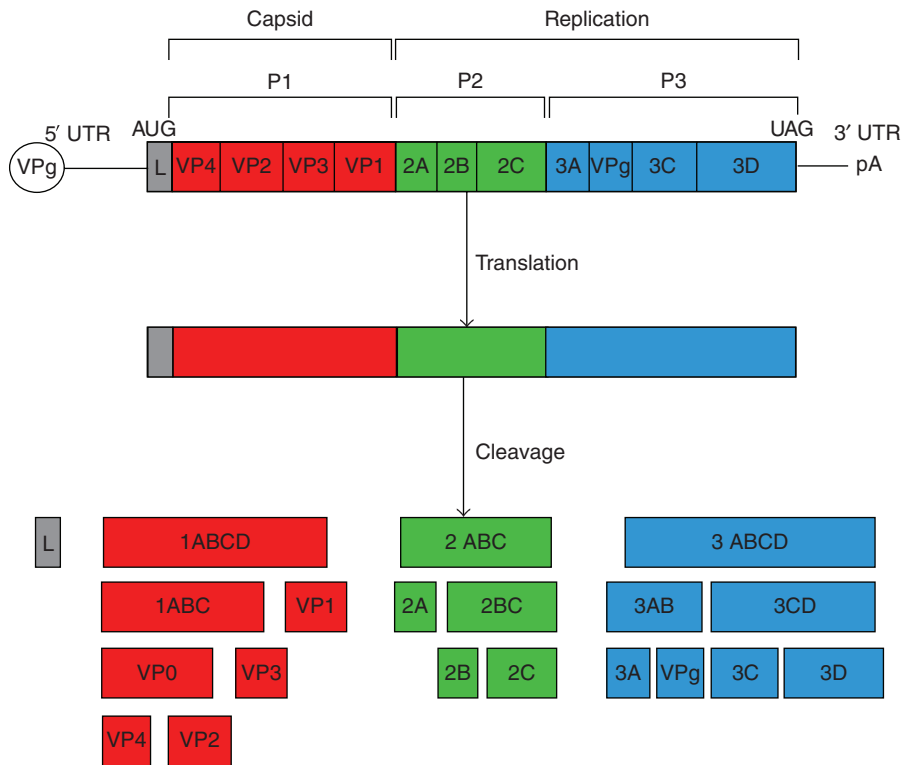 Capsid Replication
P1 P2 P3
5′ UTR AUG UAG 3′ UTR
VPg L VP4 VP2 VP3 VP1 2A 2B 2C 3A VPg 3C 3D pA
Translation
Cleavage
L 1ABCD 2 ABC 3 ABCD
1ABC VP1 2A 2BC 3AB 3CD
VP0 VP3 2B 2C 3A VPg 3C 3D
VP4 VP2